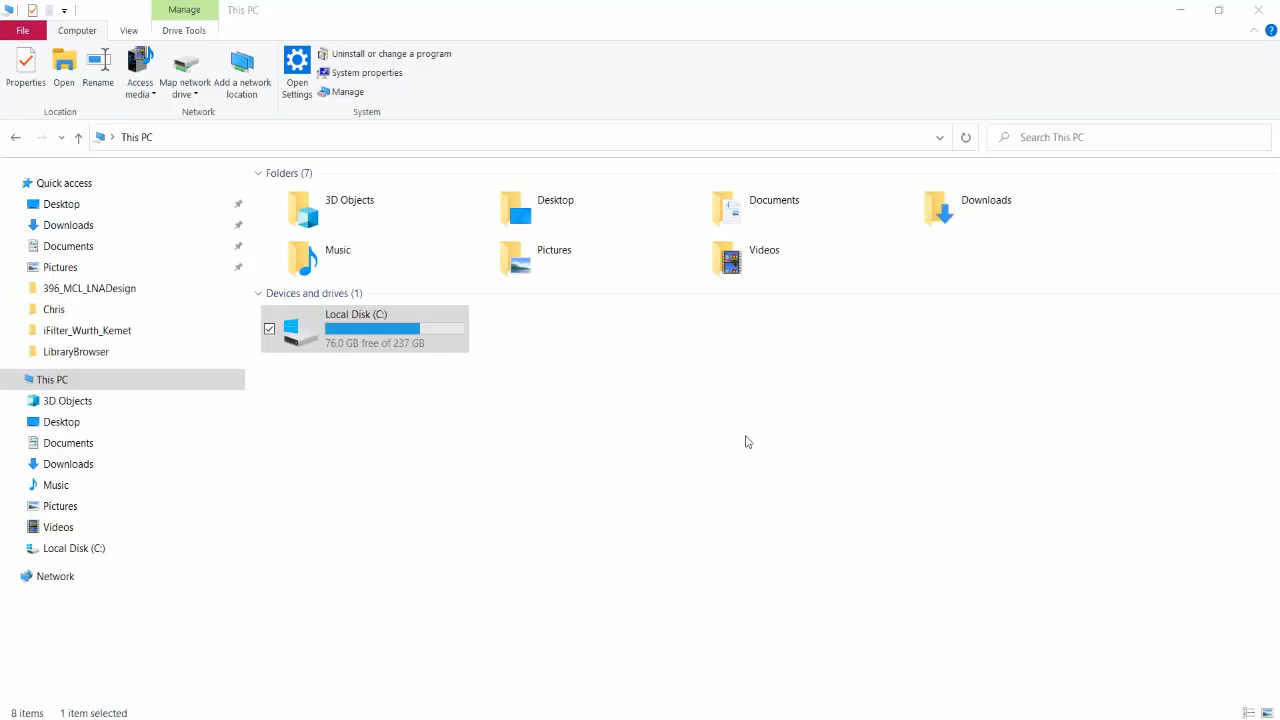 Manage
This PC
File
Computer
View
Drive Tools
Properties
Open
Rename
Access media
Map network drive
Add a network location
Open Settings
Uninstall or change a program
System properties
Manage
Location
Network
System
This PC
Search This PC
Quick access
Desktop
Downloads
Documents
Pictures
396_MCL_LNADesign
Chris
iFilter_Wurth_Kemet
LibraryBrowser
This PC
3D Objects
Desktop
Documents
Downloads
Music
Pictures
Videos
Local Disk (C:)
Network
Folders (7)
3D Objects
Desktop
Documents
Downloads
Music
Pictures
Videos
Devices and drives (1)
Local Disk (C:)
76.0 GB free of 237 GB
8 items
1 item selected